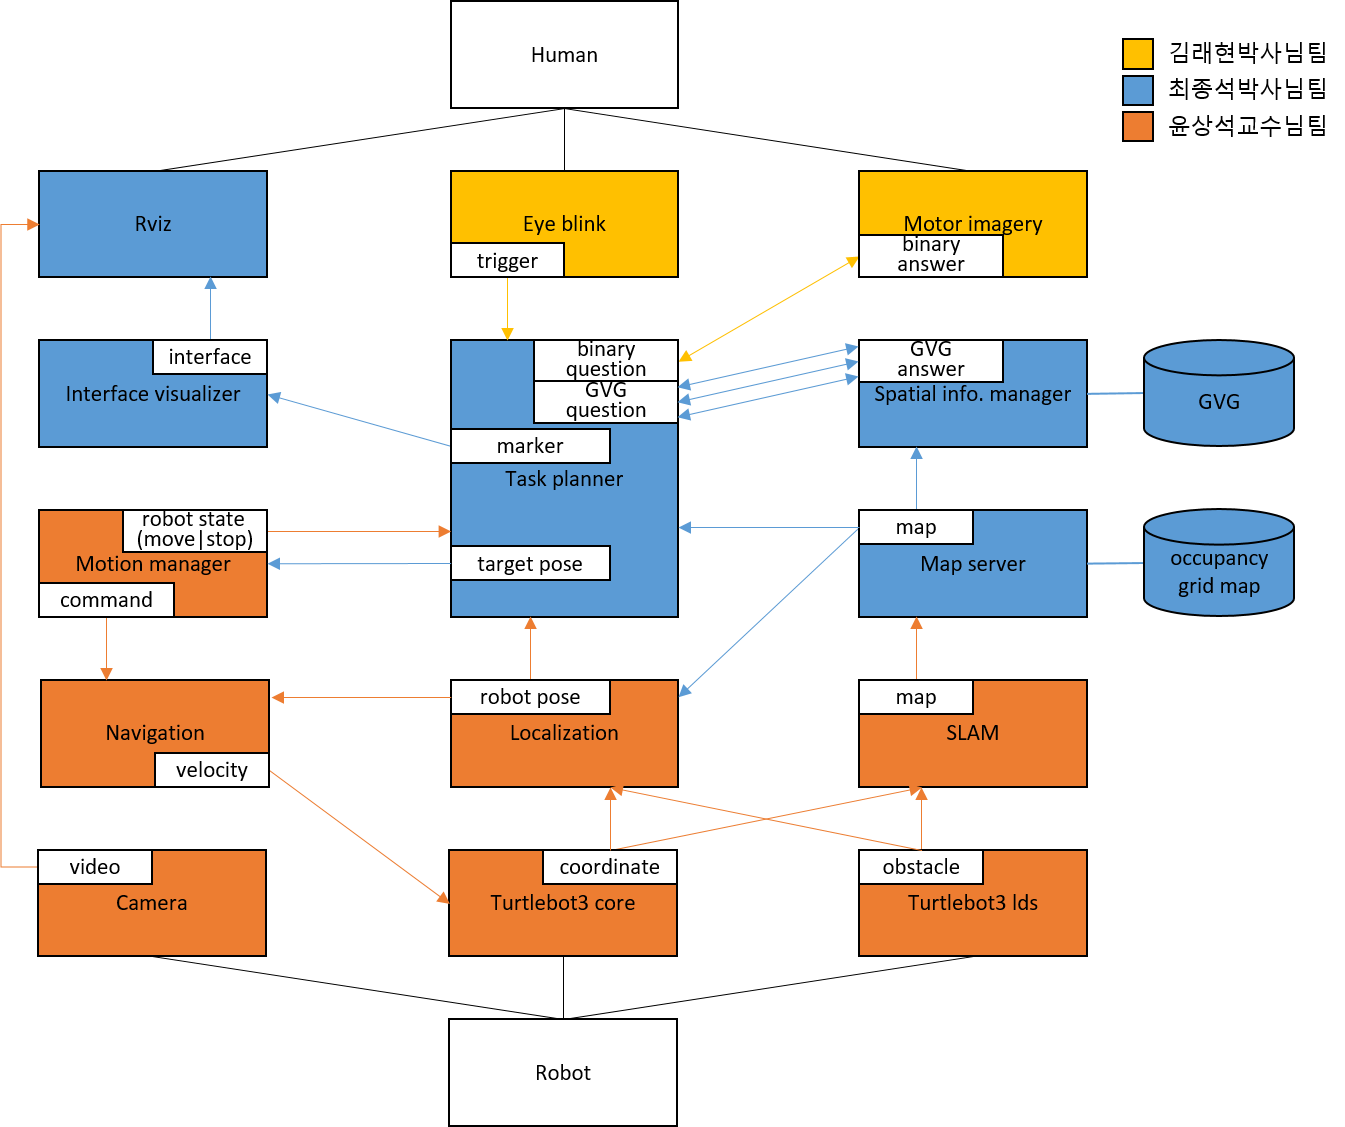 Human
김래현박사님팀
최종석박사님팀
윤상석교수님팀
Rviz
Eye blink
trigger
Motor imagery
binary
answer
interface
Interface visualizer
binary
question
GVG
question
marker
Task planner
target pose
GVG
answer
Spatial info. manager
GVG
robot state
(move|stop)
Motion manager
command
map
Map server
occupancy
grid map
Navigation
velocity
robot pose
Localization
map
SLAM
video
Camera
coordinate
Turtlebot3 core
obstacle
Turtlebot3 lds
Robot